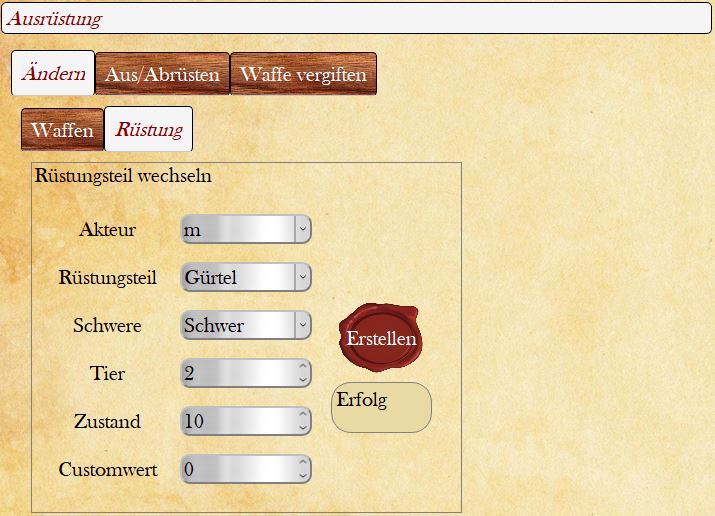 Ausrüstung
Ändern Aus/Abrüsten Waffe vergiften
Waffen Rüstung
Rüstungsteil wechseln
Akteur m
Rüstungsteil Gürtel
Schwere Schwer
Erstellen
Tier 2
Erfolg
Zustand 10
Customwert 0